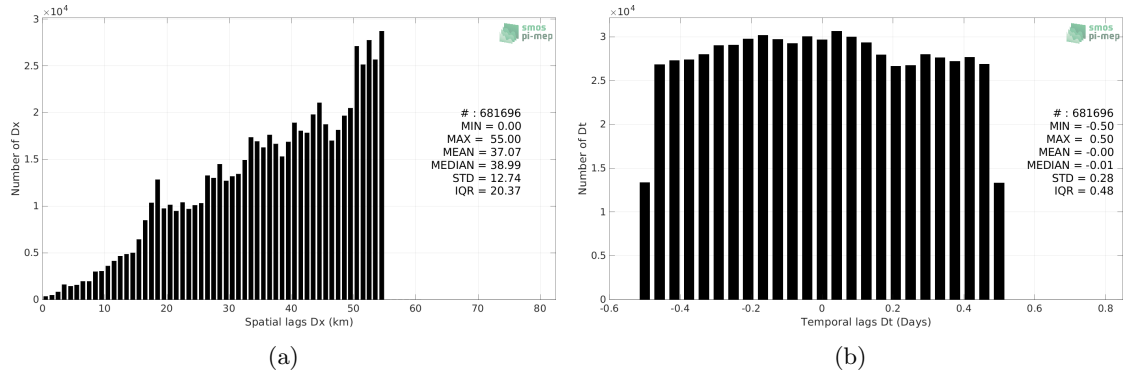 ×10⁴
3
2.5
2
1.5
1
0.5
0
Number of Dx
0 10 20 30 40 50 60 70 80
Spatial lags Dx (km)
smos
pi-mep
# : 681696
MIN = 0.00
MAX = 55.00
MEAN = 37.07
MEDIAN = 38.99
STD = 12.74
IQR = 20.37
(a)
×10⁴
3
2.5
2
1.5
1
0.5
0
Number of Dt
-0.6 -0.4 -0.2 0 0.2 0.4 0.6 0.8
Temporal lags Dt (Days)
smos
pi-mep
# : 681696
MIN = -0.50
MAX = 0.50
MEAN = -0.00
MEDIAN = -0.01
STD = 0.28
IQR = 0.48
(b)